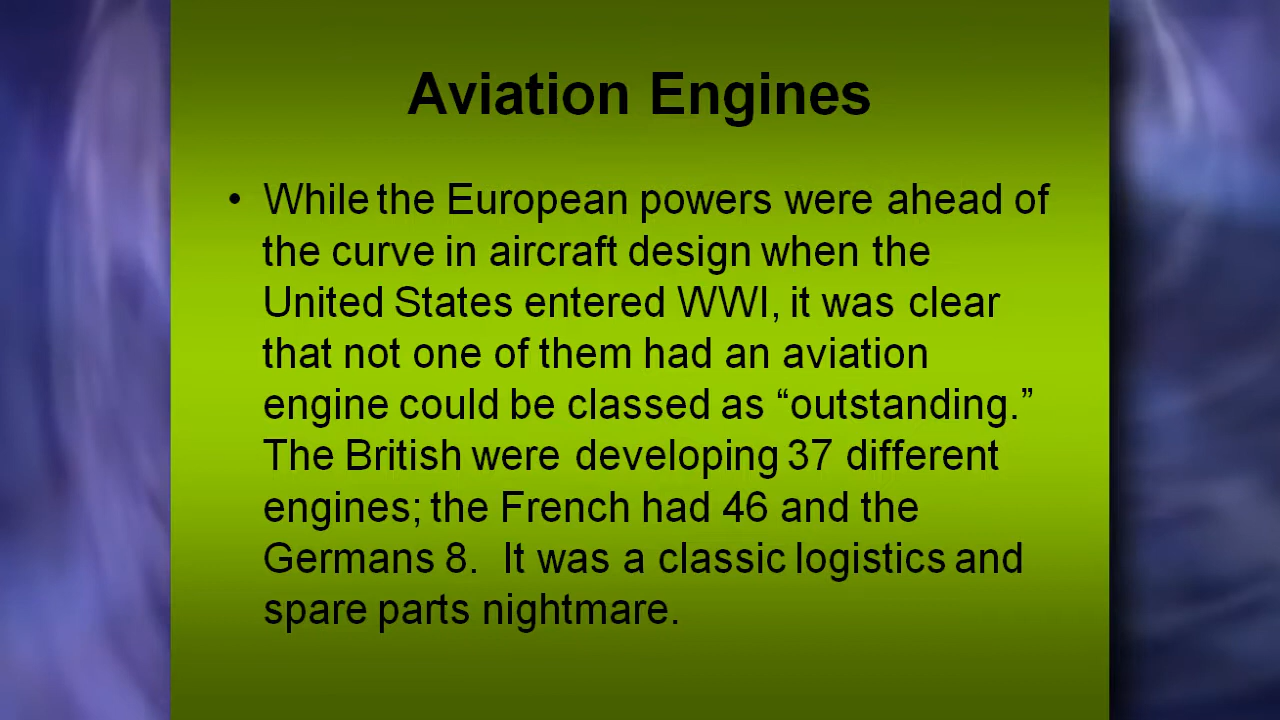 Aviation Engines
• While the European powers were ahead of
the curve in aircraft design when the
United States entered WWI, it was clear
that not one of them had an aviation
engine could be classed as “outstanding.”
The British were developing 37 different
engines; the French had 46 and the
Germans 8.  It was a classic logistics and
spare parts nightmare.